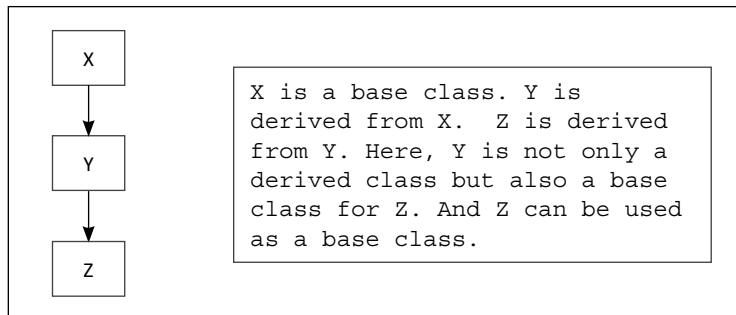 X
Y
Z
X is a base class. Y is
derived from X.  Z is derived
from Y. Here, Y is not only a
derived class but also a base
class for Z. And Z can be used
as a base class.